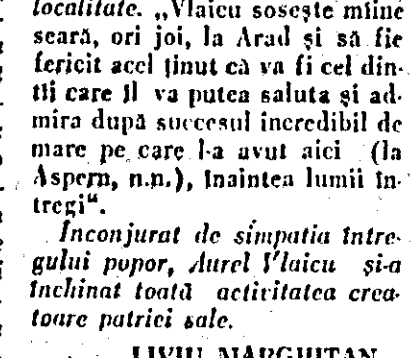 localitate. „Vlaicu sosește mîine
seară, ori joi, la Arad și să fie
fericit acel ținut că va fi cel din-
tîi care îl va putea saluta și ad-
mira după succesul incredibil de
mare pe care l-a avut aici (la
Aspern, n.n.), înaintea lumii în-
tregi“.
Înconjurat de simpatia între-
gului popor, Aurel Vlaicu și-a
închinat toată activitatea crea-
toare patriei sale.
LIVIU MARGHITAN